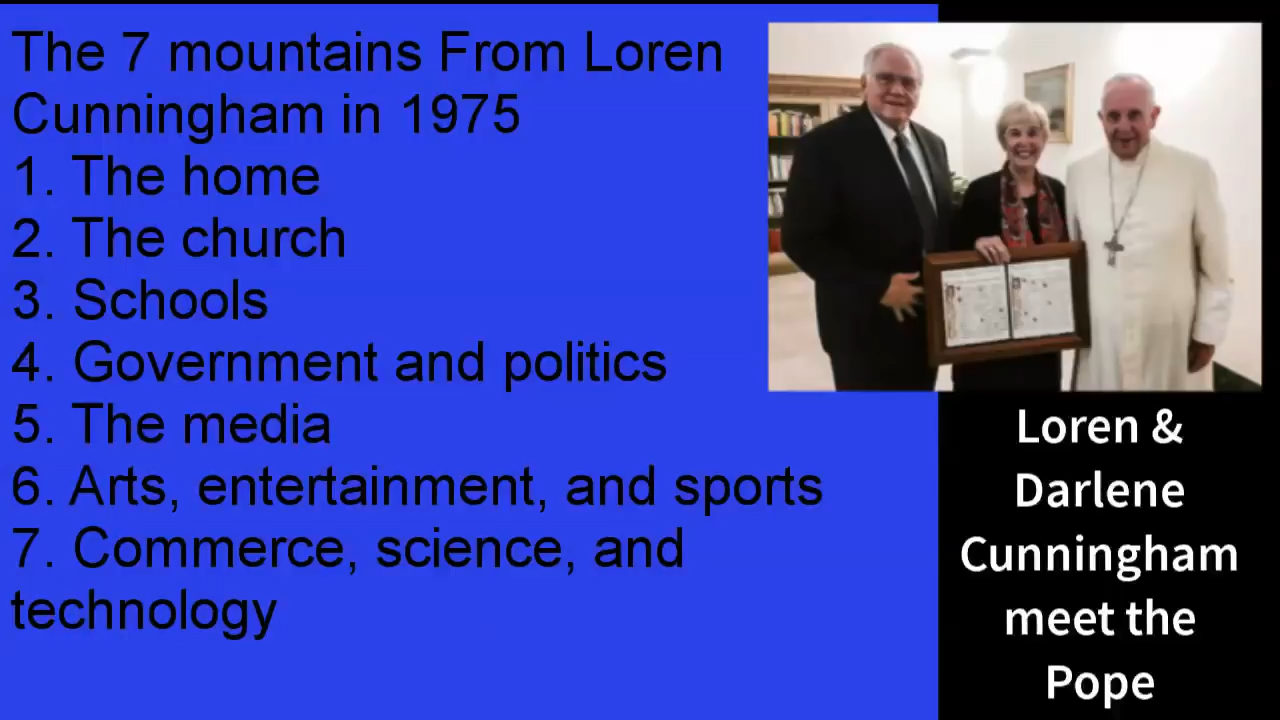 The 7 mountains From Loren
Cunningham in 1975
1. The home
2. The church
3. Schools
4. Government and politics
5. The media
6. Arts, entertainment, and sports
7. Commerce, science, and
technology
Loren &
Darlene
Cunningham
meet the
Pope